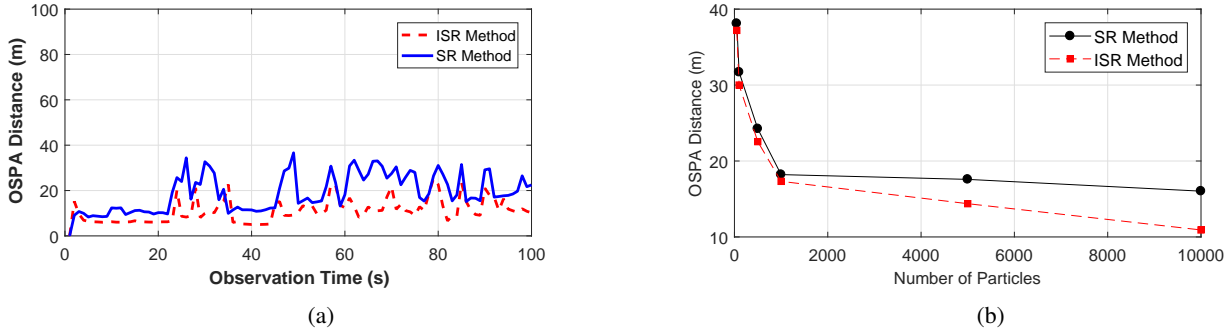 100
80
60
40
20
0
OSPA Distance (m)
ISR Method
SR Method
0 20 40 60 80 100
Observation Time (s)
(a)
40
30
20
10
OSPA Distance (m)
SR Method
ISR Method
0 2000 4000 6000 8000 10000
Number of Particles
(b)